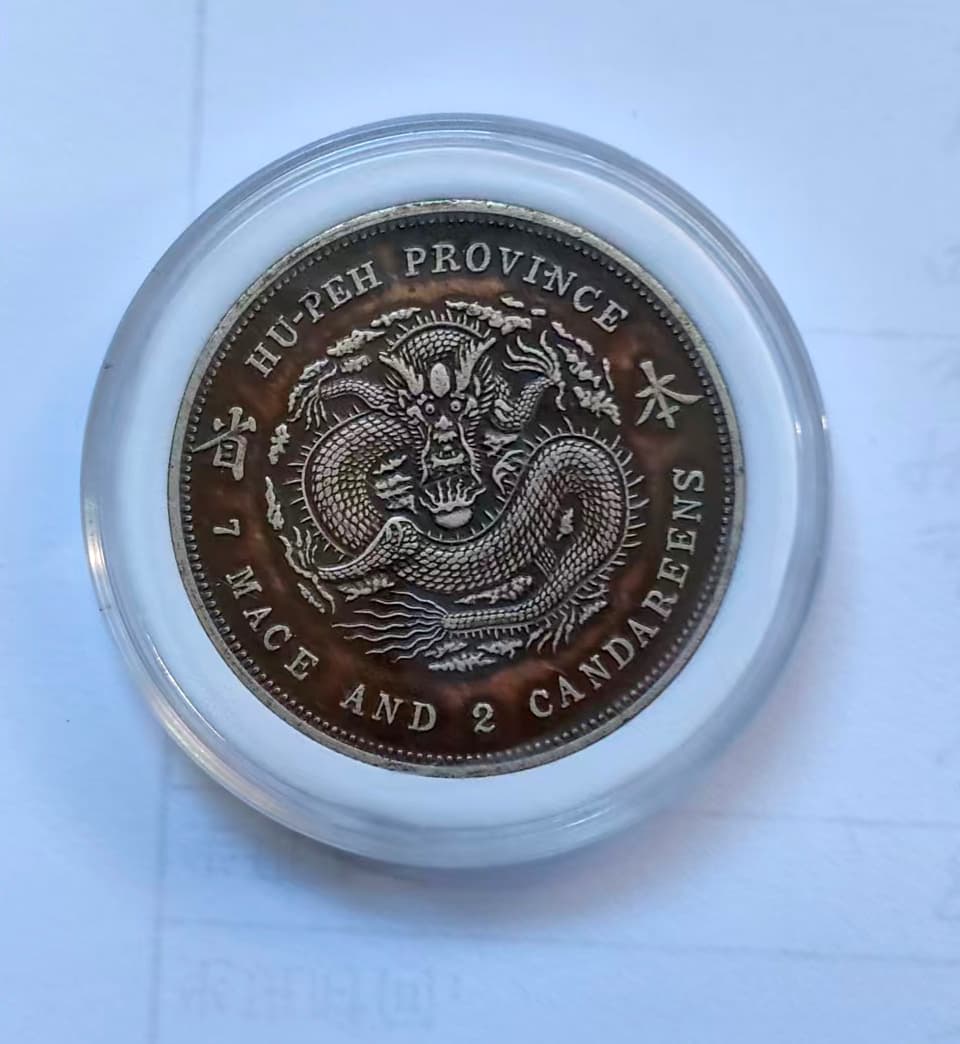 HU-PEH PROVINCE
本
省
7 MACE AND 2 CANDAREENS